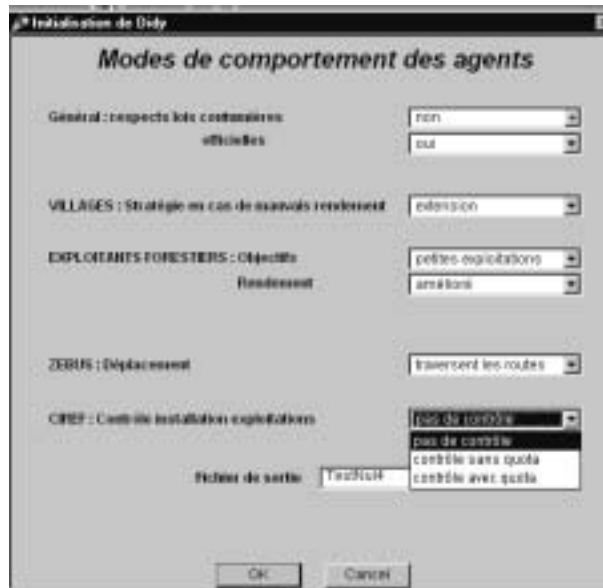 Initialisation de Didy
Modes de comportement des agents
Général : respects lois coutumières non
officielles oui
VILLAGES : Stratégie en cas de mauvais rendement extension
EXPLOITANTS FORESTIERS : Objectifs petites exploitations
Rendement amélioré
ZEBUS : Déplacement traversent les routes
CIREF : Contrôle installation exploitations pas de contrôle
pas de contrôle
contrôle sans quota
Fichier de sortie contrôle avec quota
OK Cancel